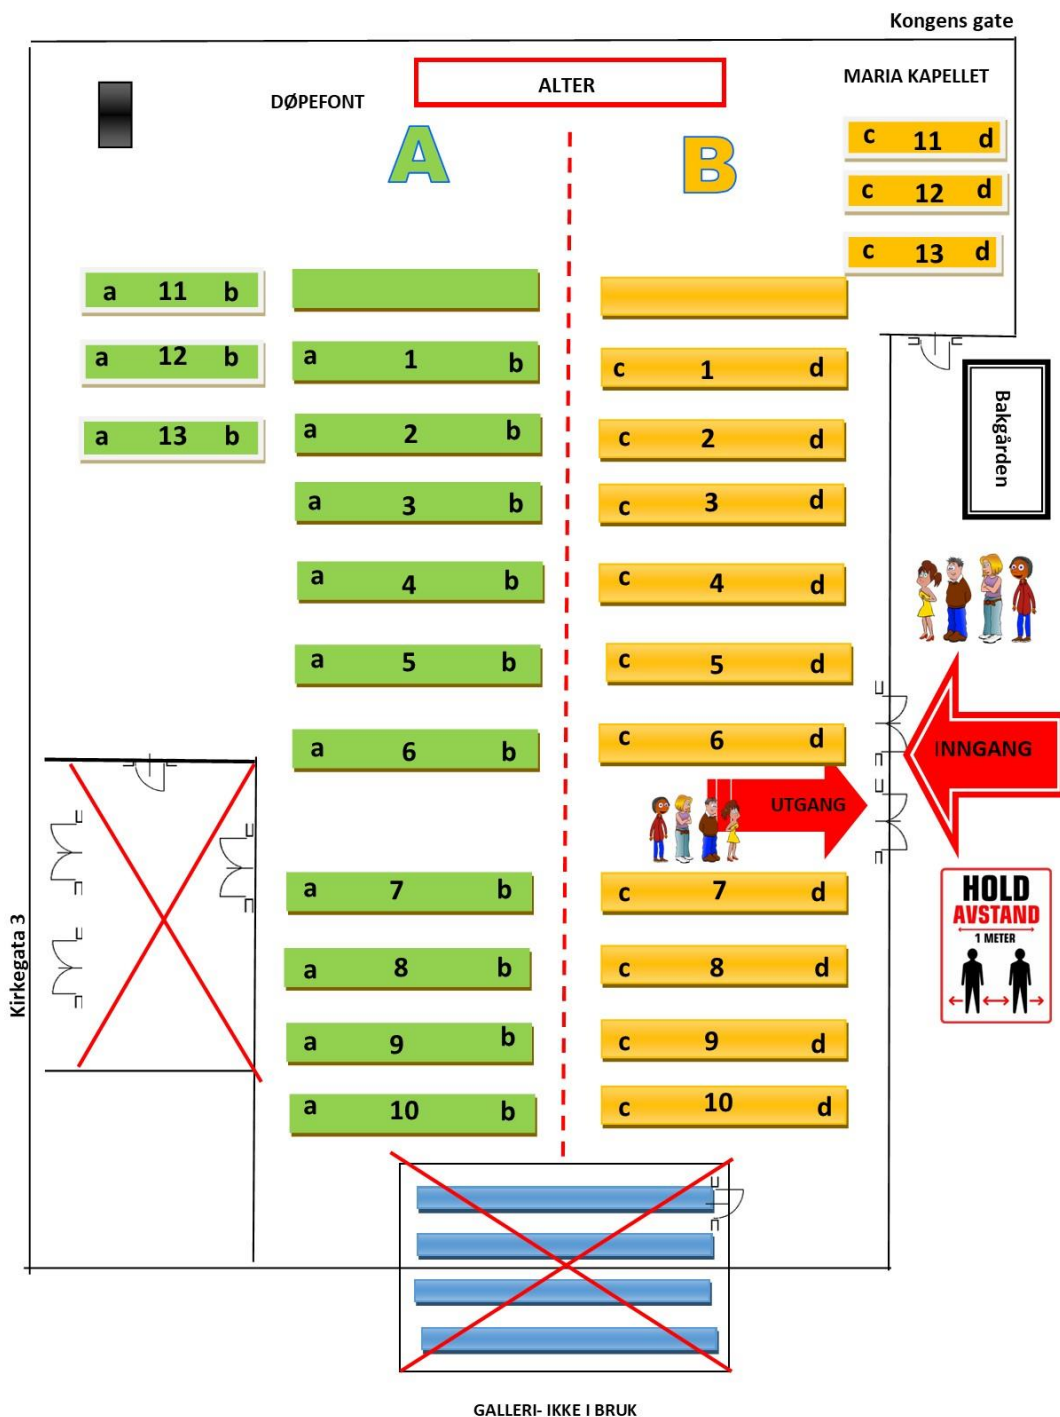 Kongens gate
DØPEFONT
ALTER
MARIA KAPELLET
A
B
c 11 d
c 12 d
c 13 d
a 11 b
a 12 b
a 13 b
a 1 b
c 1 d
a 2 b
c 2 d
a 3 b
c 3 d
a 4 b
c 4 d
a 5 b
c 5 d
a 6 b
c 6 d
Bakgården
INNGANG
UTGANG
a 7 b
c 7 d
a 8 b
c 8 d
a 9 b
c 9 d
a 10 b
c 10 d
HOLD
AVSTAND
1 METER
Kirkegata 3
GALLERI- IKKE I BRUK